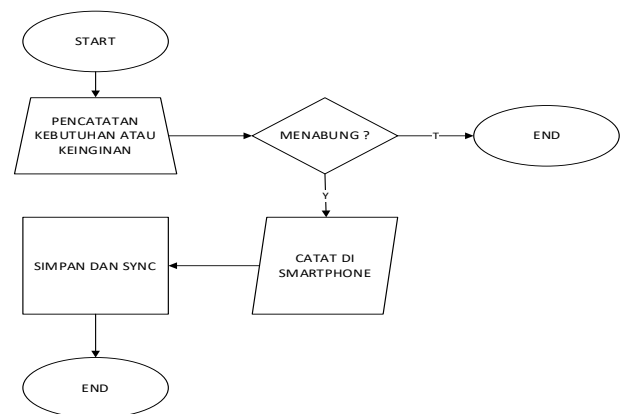 START
PENCATATAN
KEBUTUHAN ATAU
KEINGINAN
MENABUNG ?
T
END
Y
CATAT DI
SMARTPHONE
SIMPAN DAN SYNC
END